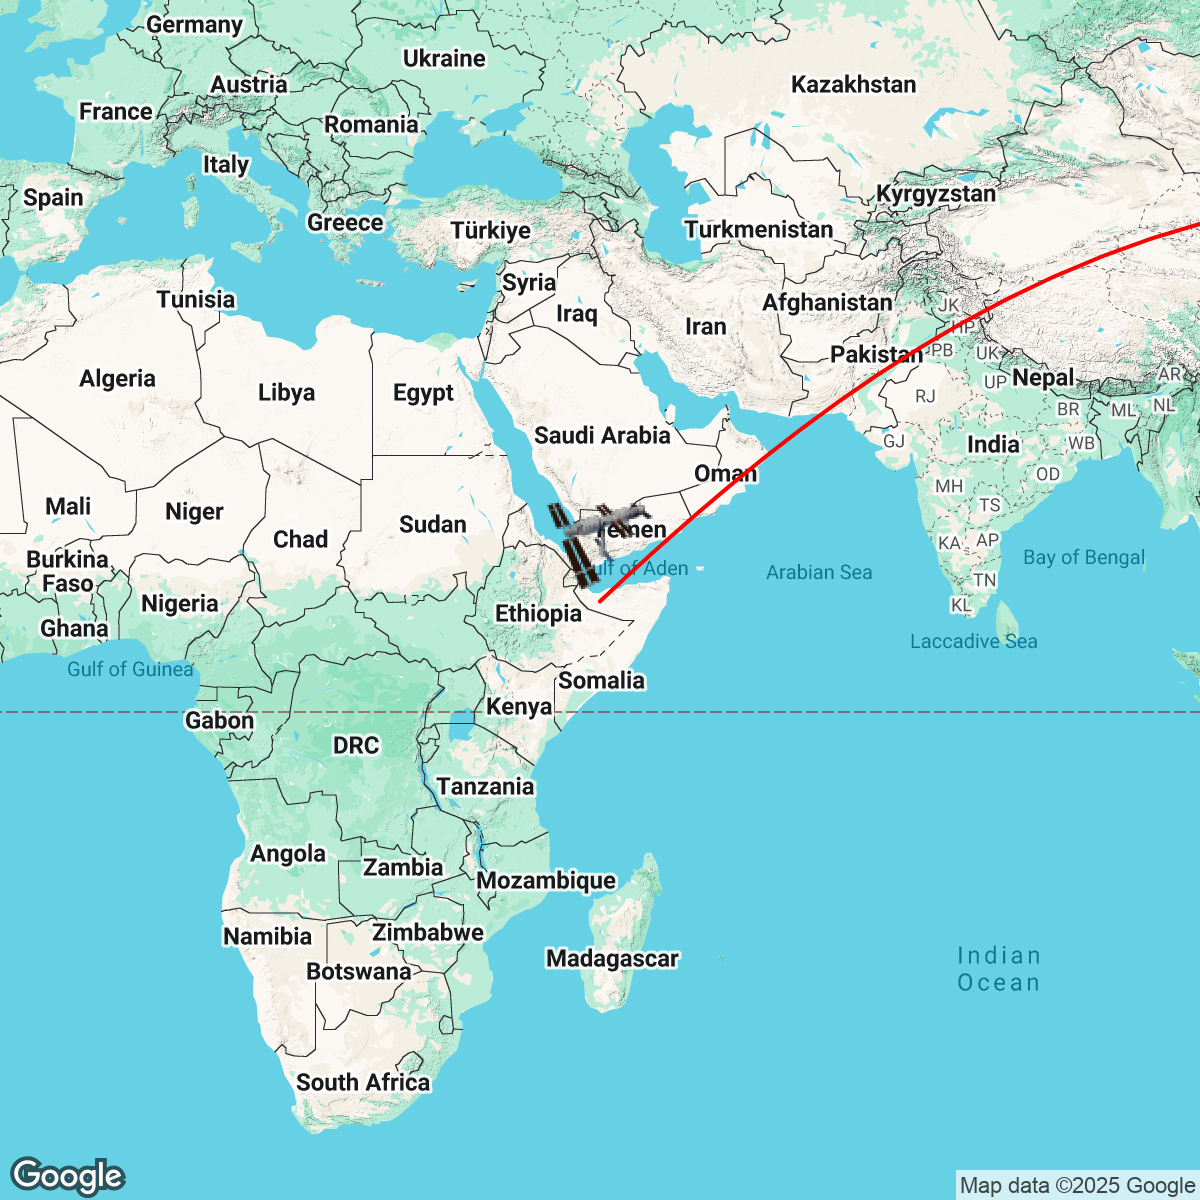 Germany
Ukraine
Austria
Kazakhstan
France
Romania
Italy
Kyrgyzstan
Spain
Greece
Türkiye
Turkmenistan
Syria
Tunisia
Afghanistan
JK
Iraq
Iran
HP
Pakistan
PB
UK
Algeria
Libya
Egypt
Nepal
UP
AR
RJ
BR
ML
NL
Saudi Arabia
GJ
India
WB
Oman
OD
MH
Mali
Niger
TS
Chad
Sudan
Yemen
KA
AP
Bay of Bengal
Burkina
Faso
Gulf of Aden
Arabian Sea
TN
Nigeria
Ethiopia
KL
Ghana
Laccadive Sea
Gulf of Guinea
Somalia
Kenya
Gabon
DRC
Tanzania
Angola
Zambia
Mozambique
Namibia
Zimbabwe
Botswana
Madagascar
Indian
Ocean
South Africa
Google
Map data ©2025 Google